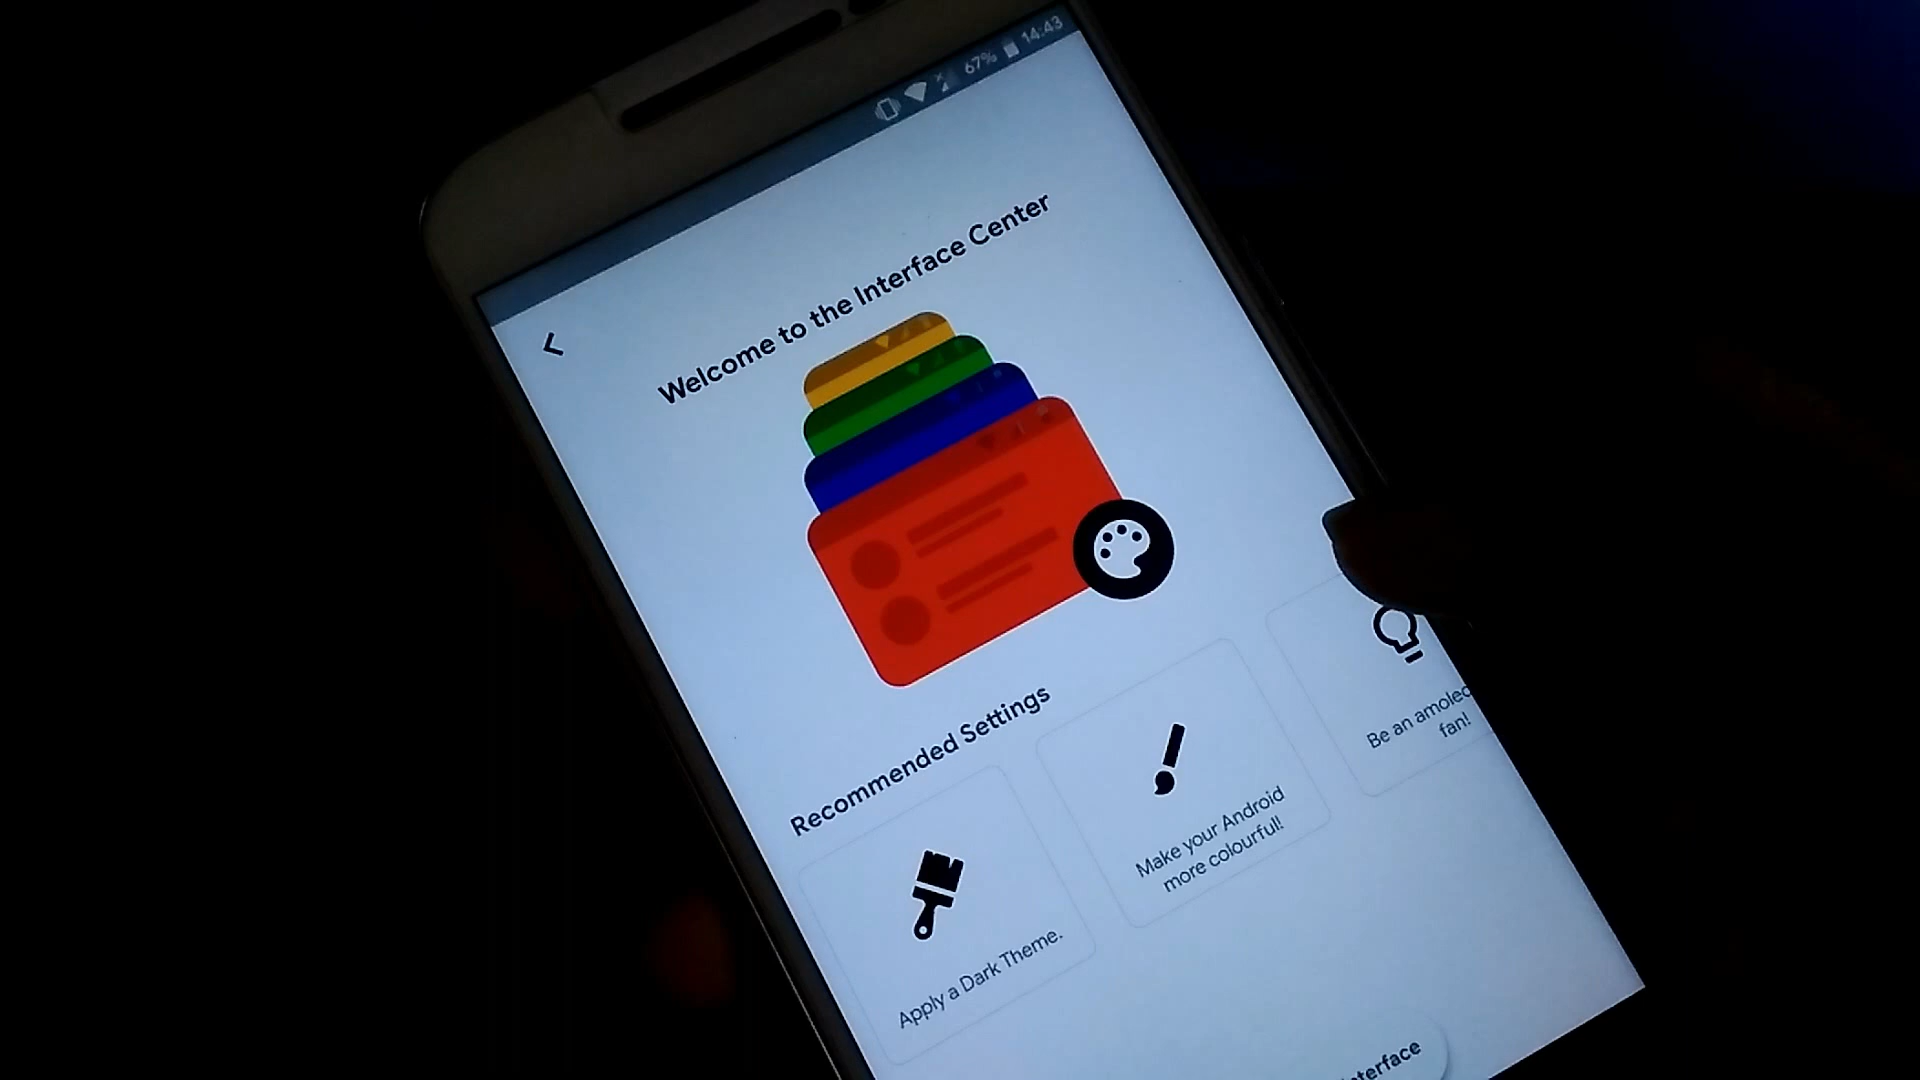 67% 14:43
Welcome to the Interface Center
Recommended Settings
Apply a Dark Theme.
Make your Android
more colourful!
Be an amoled
fan!
nterface